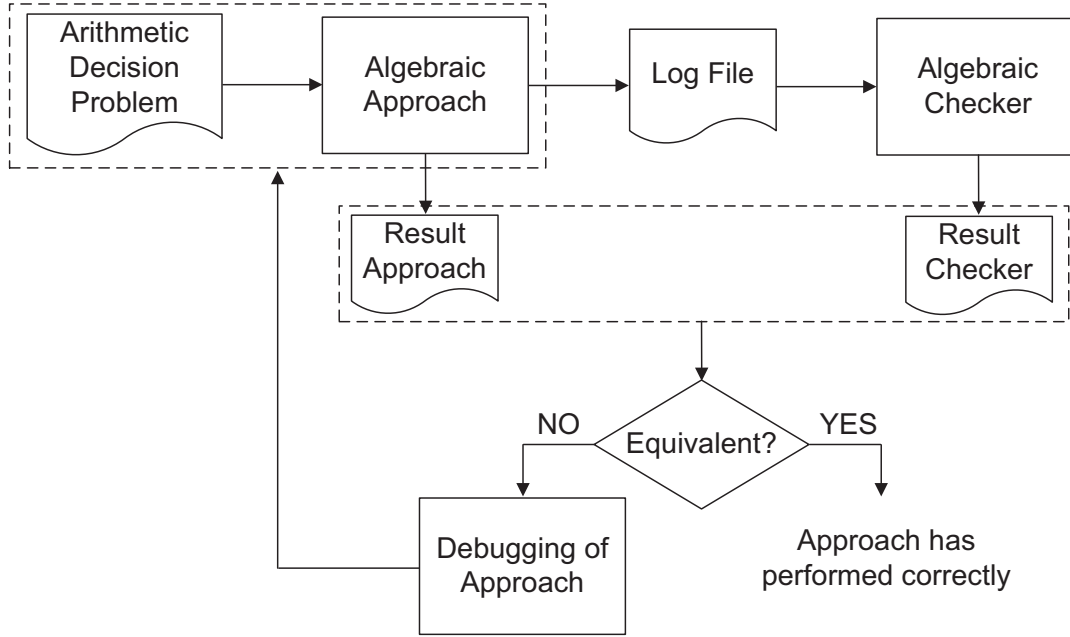 Arithmetic
Decision
Problem
Algebraic
Approach
Log File
Algebraic
Checker
Result
Approach
Result
Checker
Equivalent?
NO
YES
Debugging of
Approach
Approach has
performed correctly